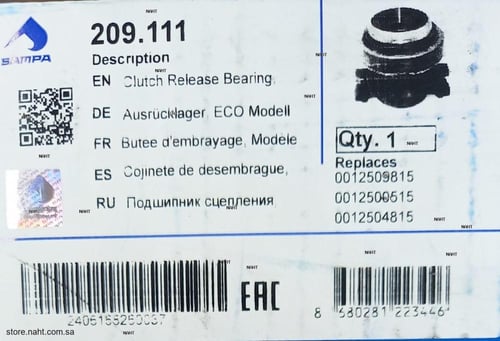 SAMPA
209.111
Description
EN Clutch Release Bearing,
DE Ausrücklager, ECO Modell
FR Butee d'embrayage, Modele
ES Cojinete de desembrague,
RU Подшипник сцепления
Qty. 1
Replaces
0012509815
0012500515
0012504815
EAC
8 680281 223446
store.naht.com.sa